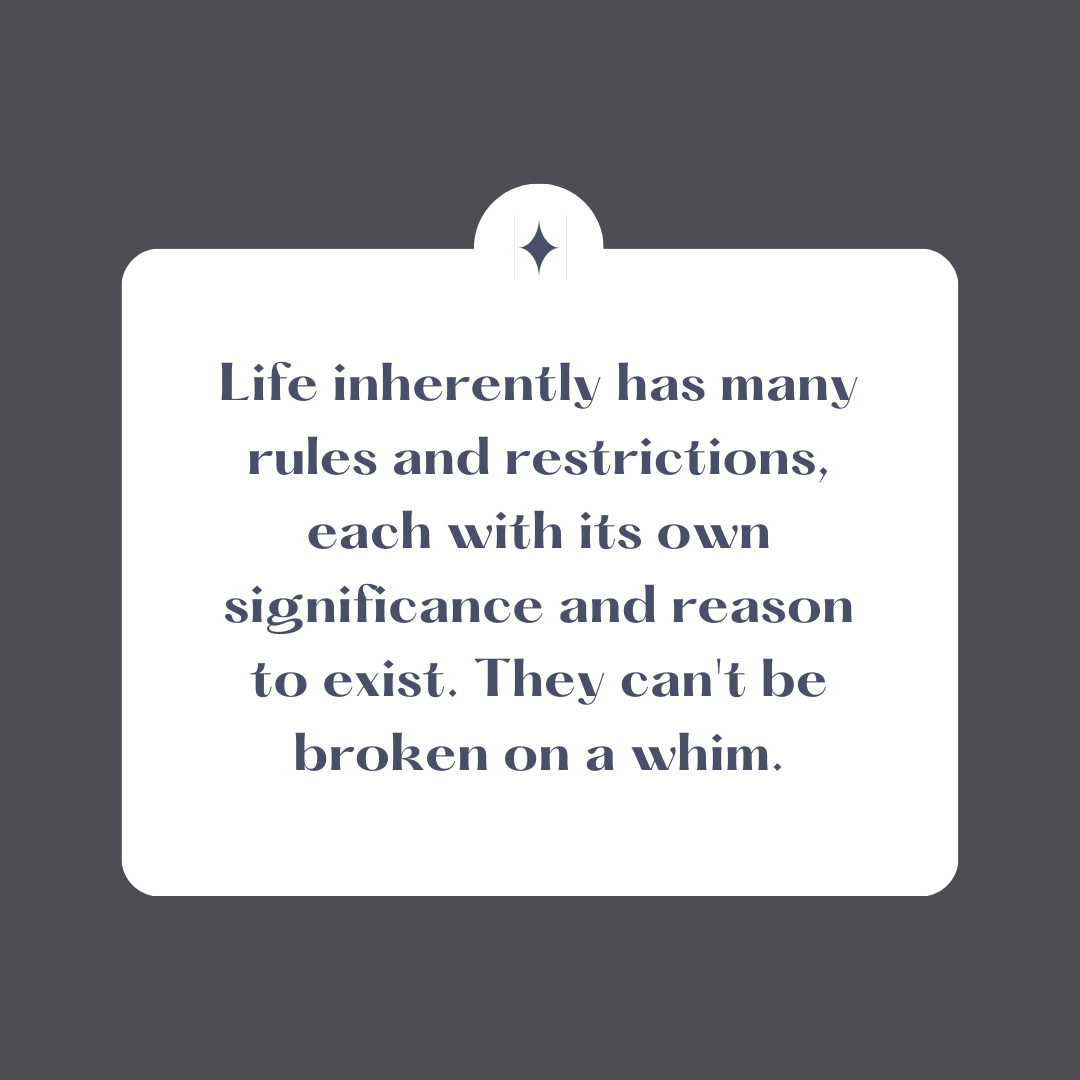 Life inherently has many
rules and restrictions,
each with its own
significance and reason
to exist. They can't be
broken on a whim.